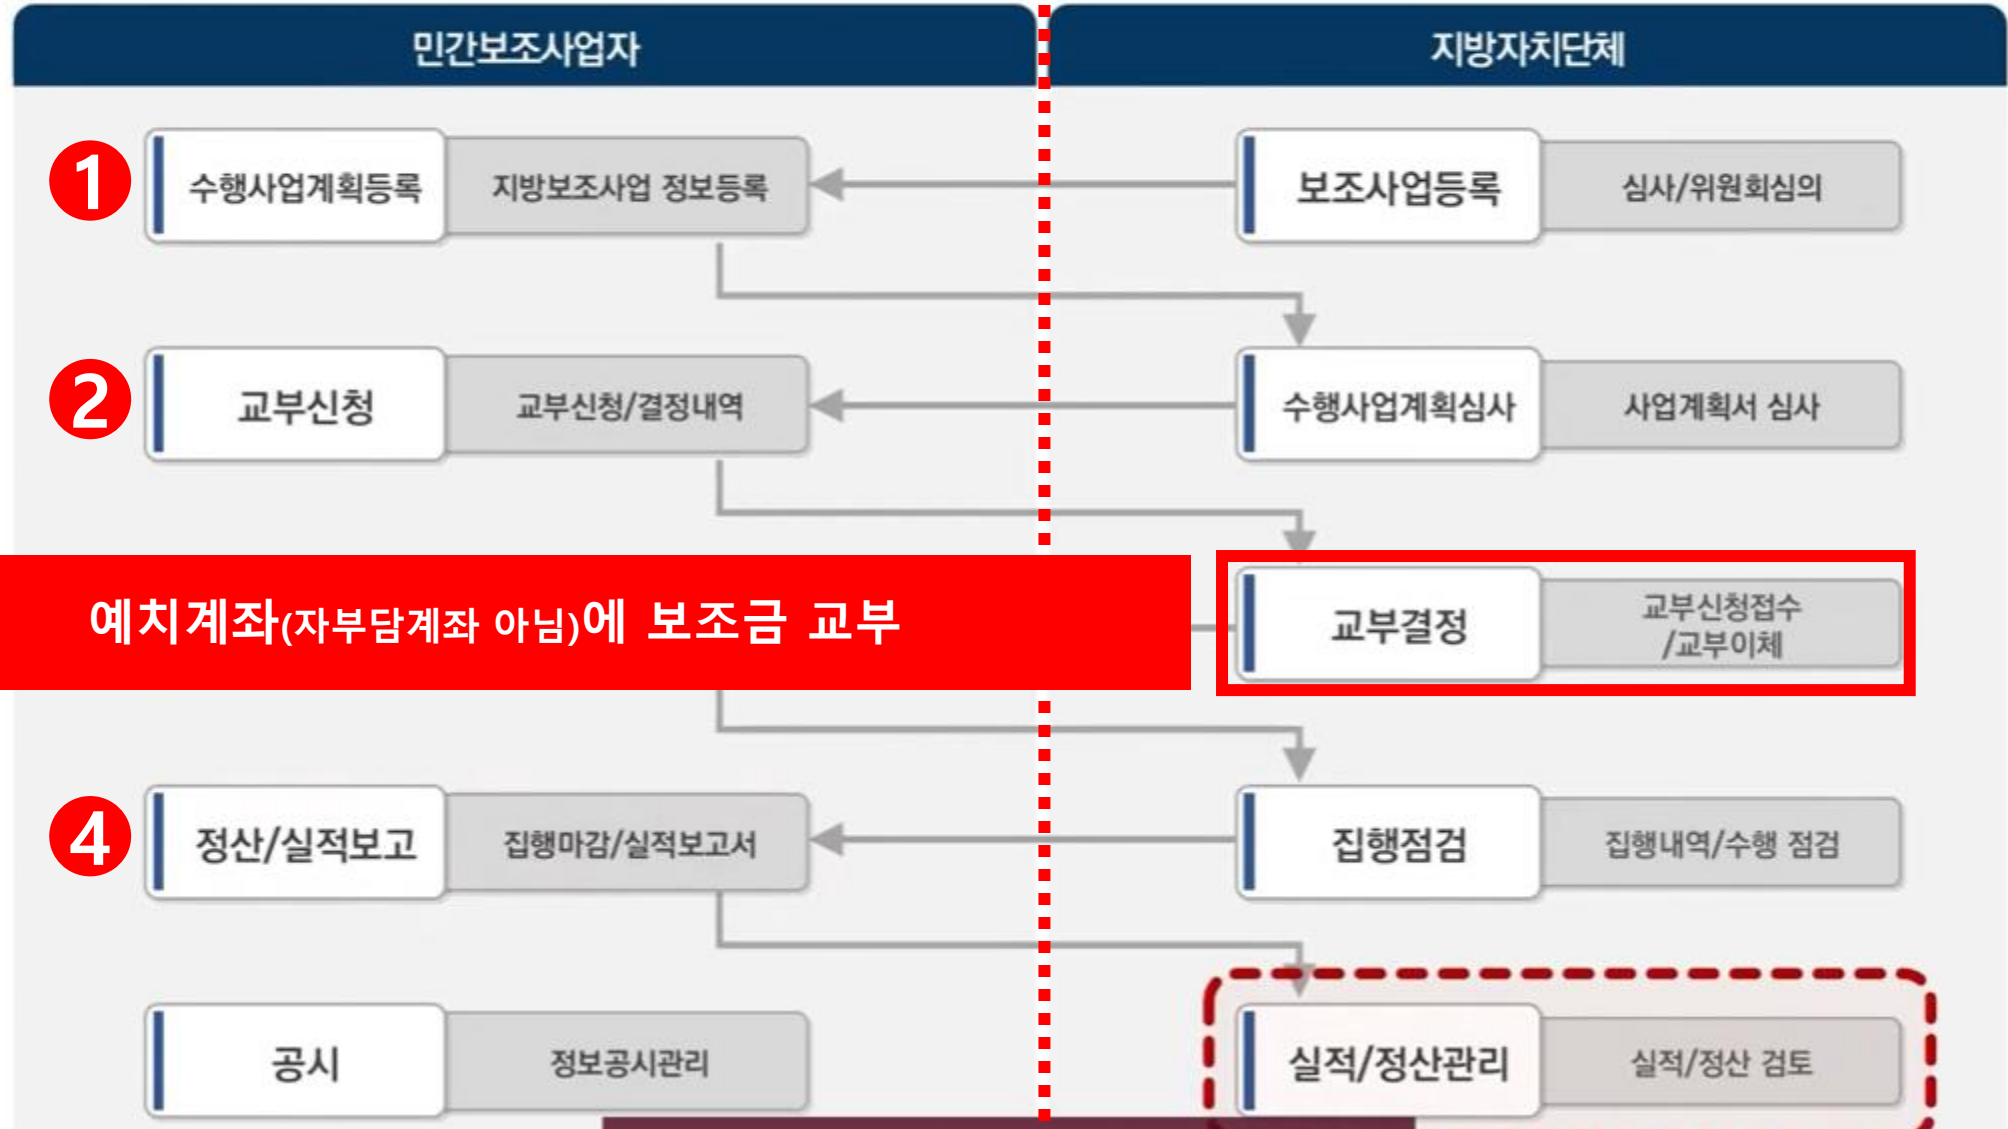 민간보조사업자
지방자치단체
1
수행사업계획등록
지방보조사업 정보등록
보조사업등록
심사/위원회심의
2
교부신청
교부신청/결정내역
수행사업계획심사
사업계획서 심사
예치계좌(자부담계좌 아님)에 보조금 교부
교부결정
교부신청접수
/교부이체
4
정산/실적보고
집행마감/실적보고서
집행점검
집행내역/수행 점검
공시
정보공시관리
실적/정산관리
실적/정산 검토